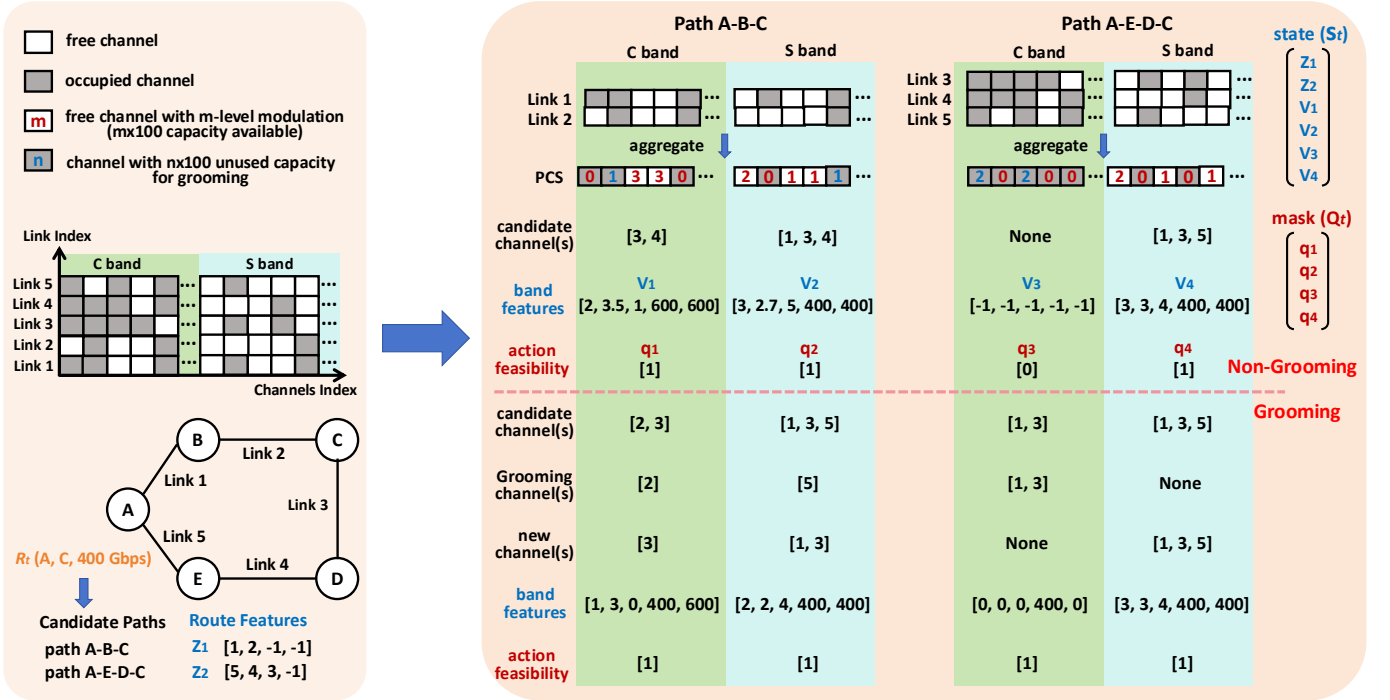 free channel
occupied channel
m
free channel with m-level modulation
(mx100 capacity available)
n
channel with nx100 unused capacity
for grooming
Link Index
C band
S band
Link 5
Link 4
Link 3
Link 2
Link 1
...
...
...
...
...
...
...
...
...
...
Channels Index
A
B
C
D
E
Link 1
Link 2
Link 3
Link 4
Link 5
Rt (A, C, 400 Gbps)
Candidate Paths
Route Features
path A-B-C
Z1 [1, 2, -1, -1]
path A-E-D-C
Z2 [5, 4, 3, -1]
Path A-B-C
Path A-E-D-C
C band
S band
C band
S band
Link 1
Link 2
Link 3
Link 4
Link 5
...
...
...
...
...
...
...
...
...
...
aggregate
aggregate
PCS
0 1 3 3 0 ...
2 0 1 1 1 ...
2 0 2 0 0 ...
2 0 1 0 1 ...
candidate
channel(s)
[3, 4]
[1, 3, 4]
None
[1, 3, 5]
band
features
V1
[2, 3.5, 1, 600, 600]
V2
[3, 2.7, 5, 400, 400]
V3
[-1, -1, -1, -1, -1]
V4
[3, 3, 4, 400, 400]
action
feasibility
q1
[1]
q2
[1]
q3
[0]
q4
[1]
Non-Grooming
Grooming
candidate
channel(s)
[2, 3]
[1, 3, 5]
[1, 3]
[1, 3, 5]
Grooming
channel(s)
[2]
[5]
[1, 3]
None
new
channel(s)
[3]
[1, 3]
None
[1, 3, 5]
band
features
[1, 3, 0, 400, 600]
[2, 2, 4, 400, 400]
[0, 0, 0, 400, 0]
[3, 3, 4, 400, 400]
action
feasibility
[1]
[1]
[1]
[1]
state (St)
Z1
Z2
V1
V2
V3
V4
mask (Qt)
q1
q2
q3
q4